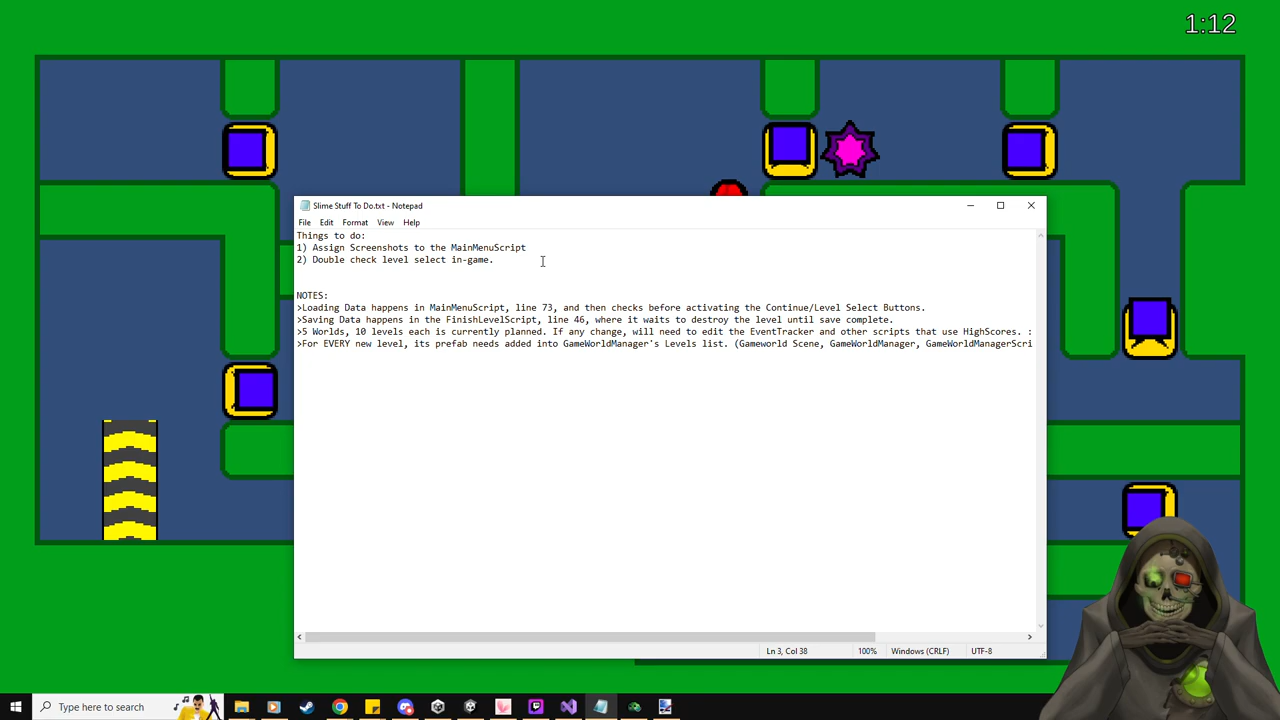 1:12
Slime Stuff To Do.txt - Notepad
File Edit Format View Help
Things to do:
1) Assign Screenshots to the MainMenuScript
2) Double check level select in-game.
NOTES:
>Loading Data happens in MainMenuScript, line 73, and then checks before activating the Continue/Level Select Buttons.
>Saving Data happens in the FinishLevelScript, line 46, where it waits to destroy the level until save complete.
>5 Worlds, 10 levels each is currently planned. If any change, will need to edit the EventTracker and other scripts that use HighScores. :
>For EVERY new level, its prefab needs added into GameWorldManager's Levels list. (Gameworld Scene, GameWorldManager, GameWorldManagerScri
Ln 3, Col 38 100% Windows (CRLF) UTF-8
Type here to search